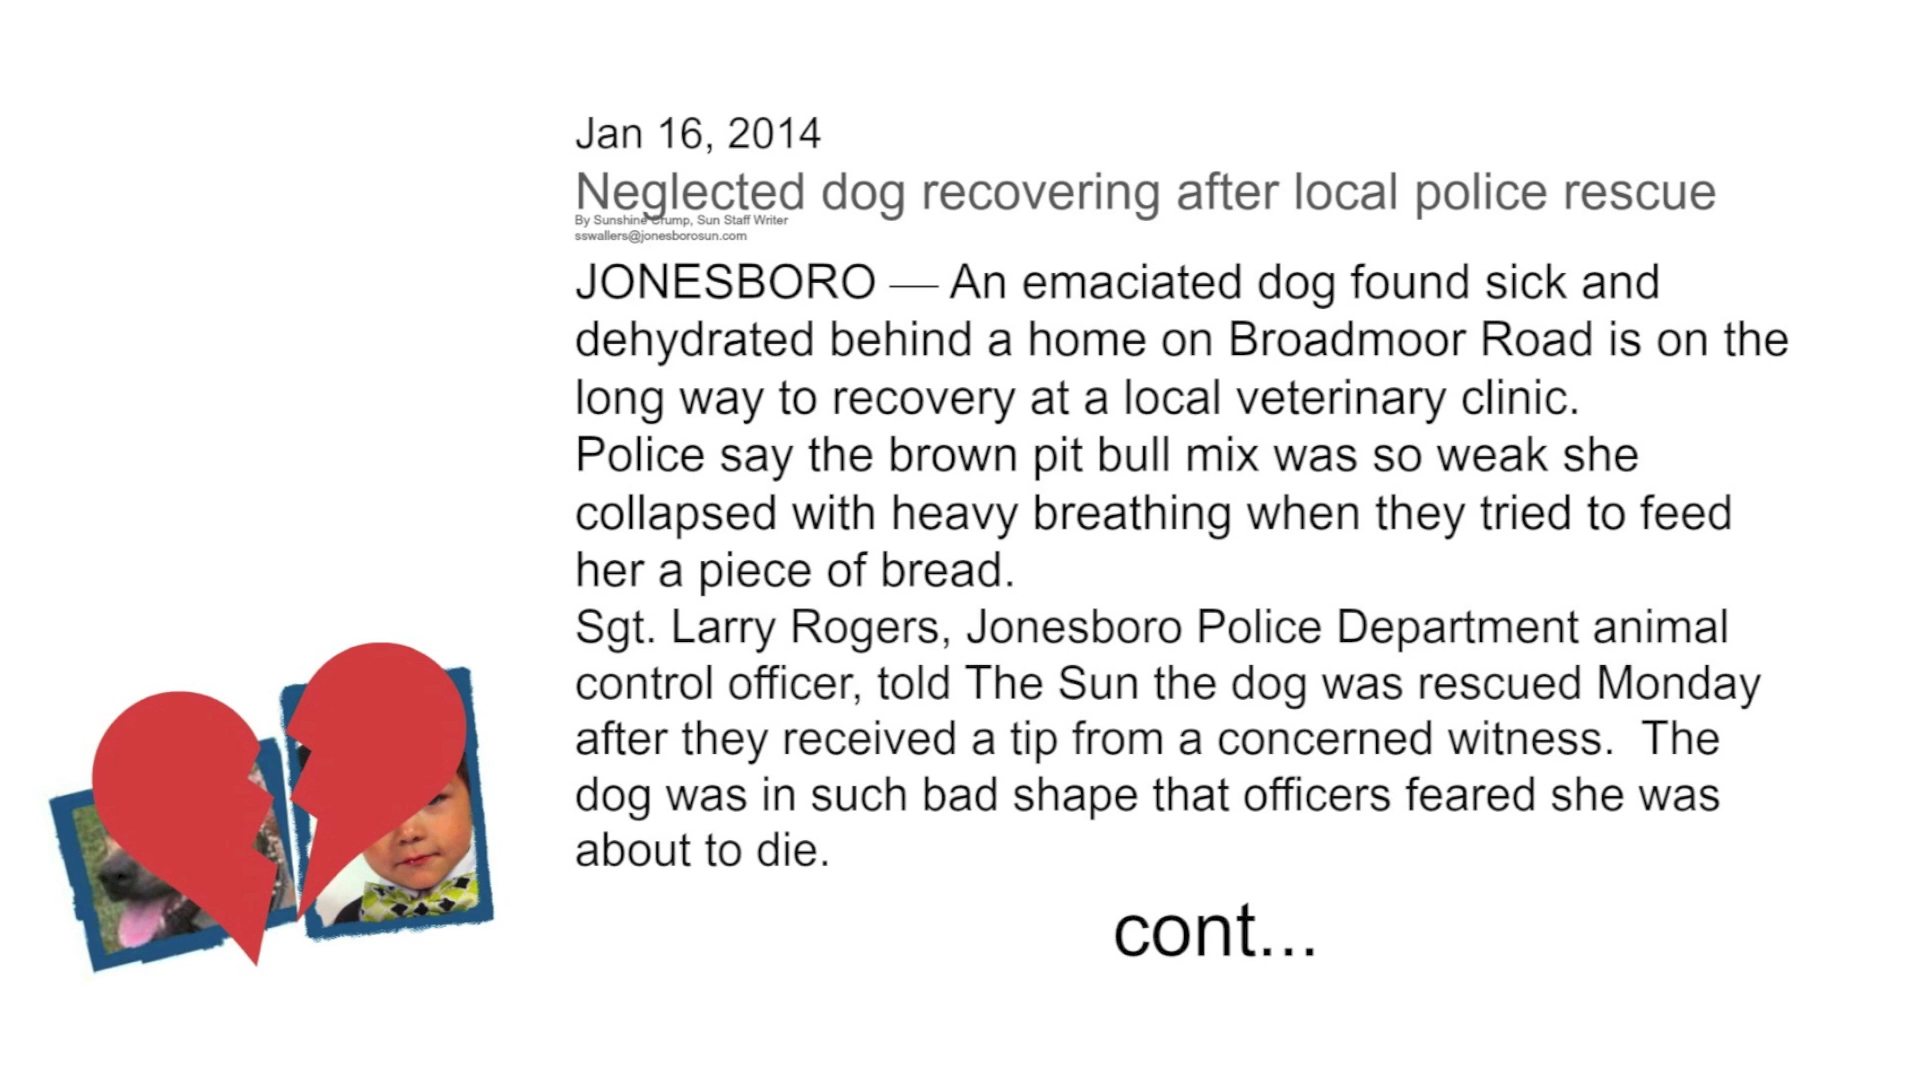 Jan 16, 2014
Neglected dog recovering after local police rescue
By Sunshine Crump, Sun Staff Writer
sswallers@jonesborosun.com
JONESBORO — An emaciated dog found sick and
dehydrated behind a home on Broadmoor Road is on the
long way to recovery at a local veterinary clinic.
Police say the brown pit bull mix was so weak she
collapsed with heavy breathing when they tried to feed
her a piece of bread.
Sgt. Larry Rogers, Jonesboro Police Department animal
control officer, told The Sun the dog was rescued Monday
after they received a tip from a concerned witness.  The
dog was in such bad shape that officers feared she was
about to die.
cont...